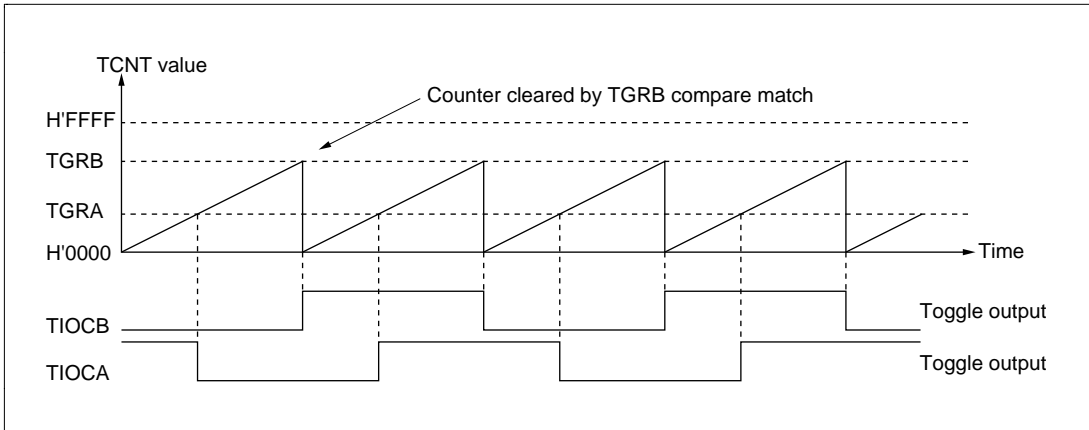 TCNT value
Counter cleared by TGRB compare match
H'FFFF
TGRB
TGRA
H'0000
Time
TIOCB
Toggle output
TIOCA
Toggle output